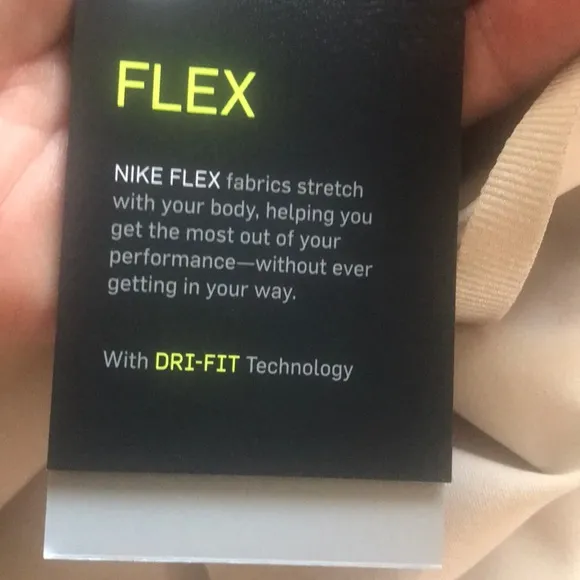 FLEX
NIKE FLEX fabrics stretch
with your body, helping you
get the most out of your
performance—without ever
getting in your way.
With DRI-FIT Technology